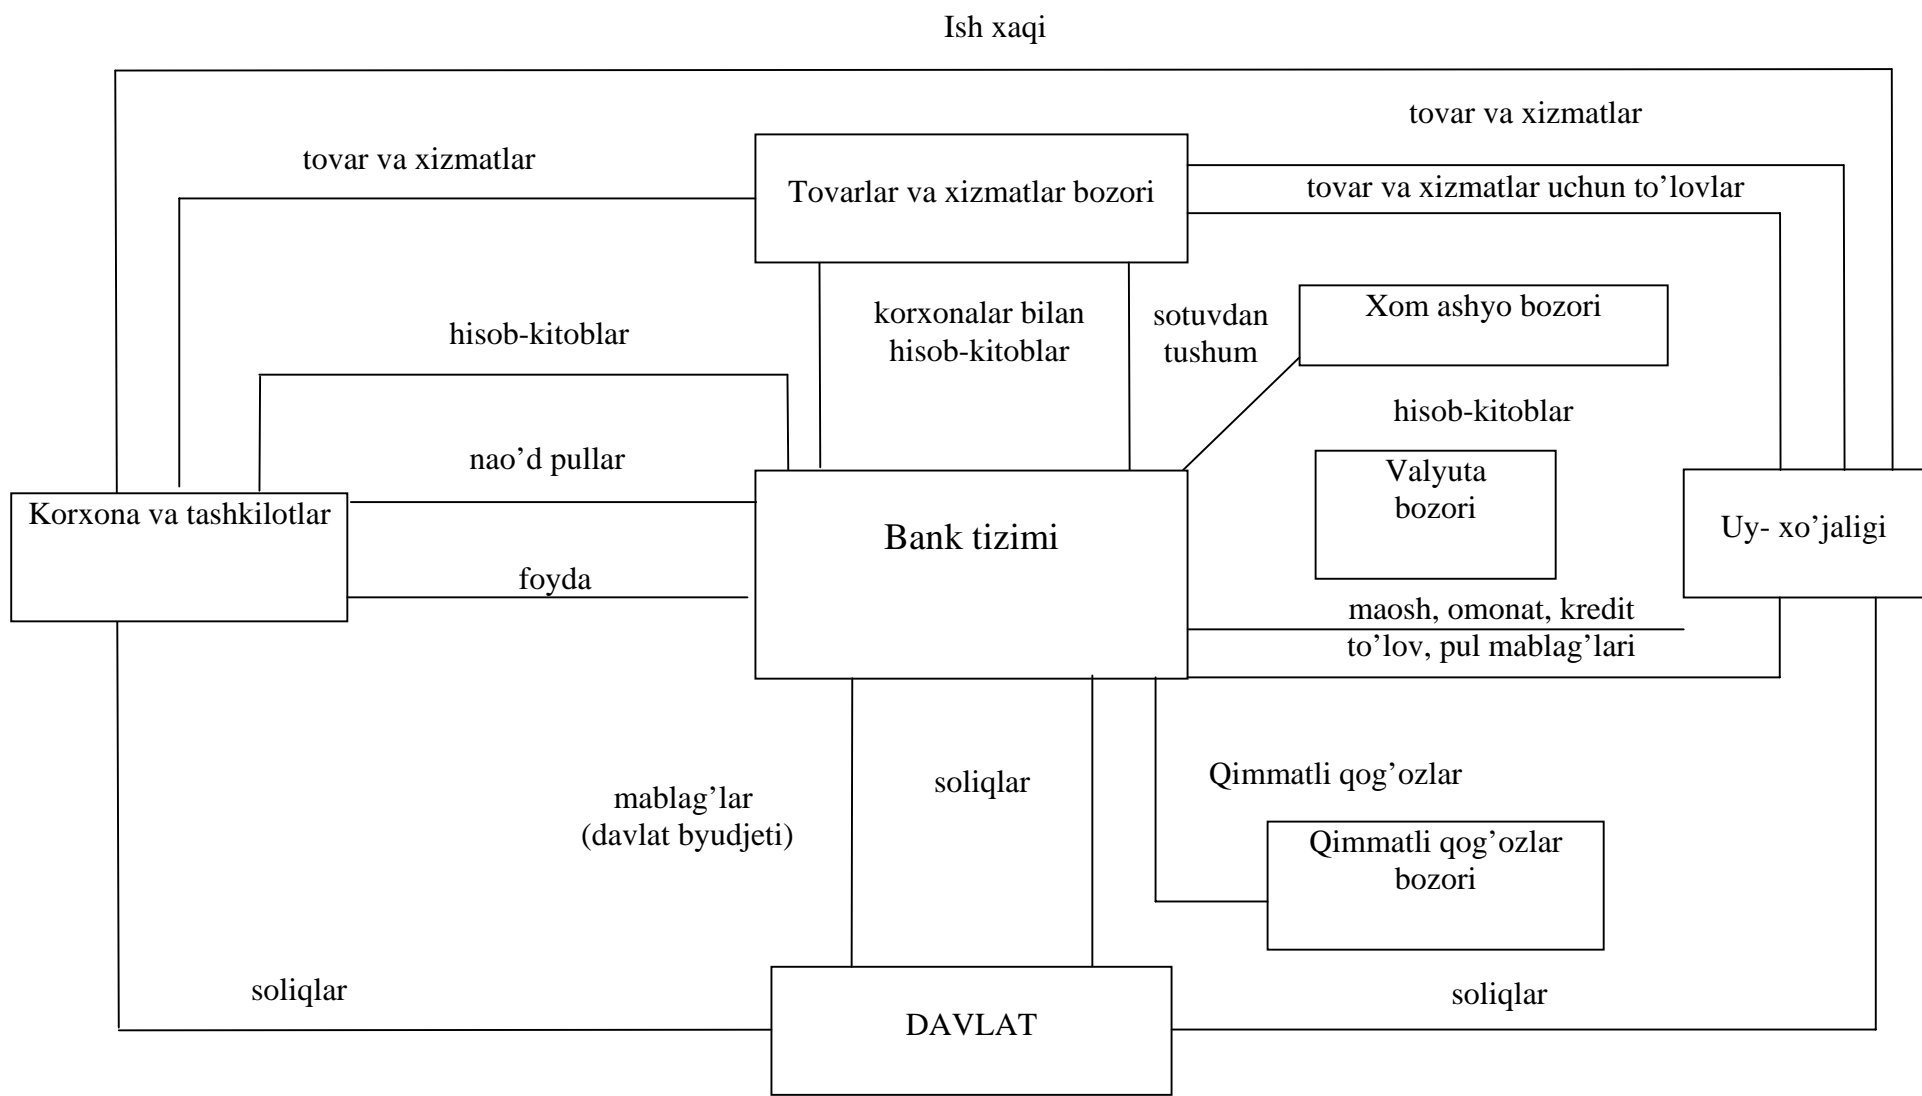 Ish xaqi
tovar va xizmatlar
tovar va xizmatlar
Tovarlar va xizmatlar bozori
tovar va xizmatlar uchun to’lovlar
korxonalar bilan
hisob-kitoblar
sotuvdan
tushum
Xom ashyo bozori
hisob-kitoblar
hisob-kitoblar
nao’d pullar
Valyuta
bozori
Korxona va tashkilotlar
Bank tizimi
Uy- xo’jaligi
foyda
maosh, omonat, kredit
to’lov, pul mablag’lari
soliqlar
Qimmatli qog’ozlar
mablag’lar
(davlat byudjeti)
Qimmatli qog’ozlar
bozori
soliqlar
soliqlar
DAVLAT